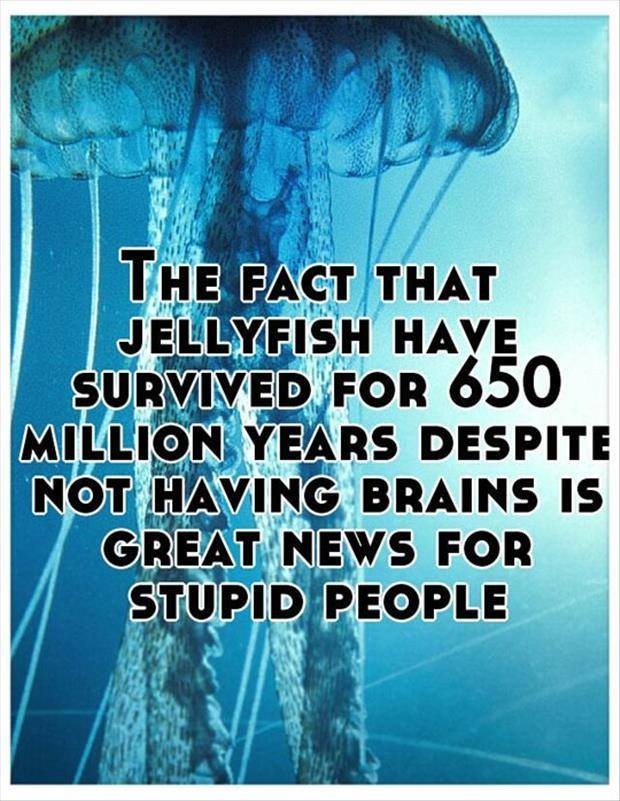 The fact that
jellyfish have
survived for 650
million years despite
not having brains is
great news for
stupid people